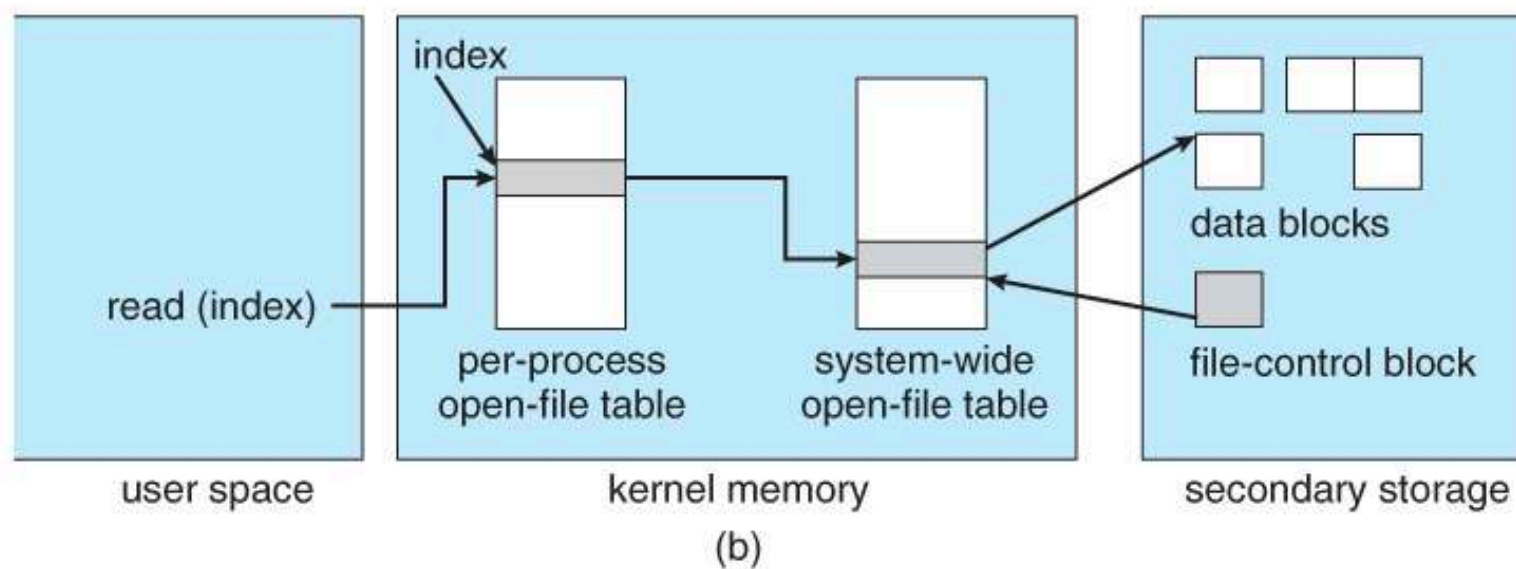 index
read (index)
per-process
open-file table
system-wide
open-file table
data blocks
file-control block
user space
kernel memory
secondary storage
(b)